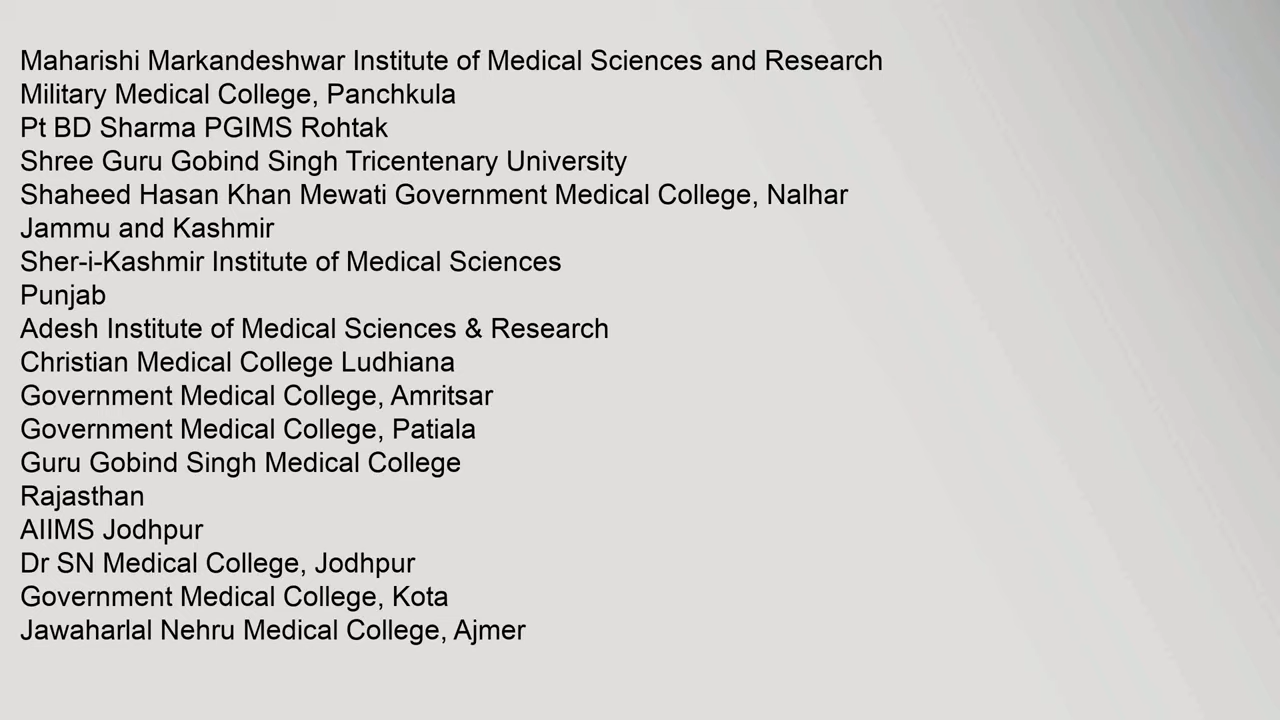 Maharishi Markandeshwar Institute of Medical Sciences and Research
Military Medical College, Panchkula
Pt BD Sharma PGIMS Rohtak
Shree Guru Gobind Singh Tricentenary University
Shaheed Hasan Khan Mewati Government Medical College, Nalhar
Jammu and Kashmir
Sher-i-Kashmir Institute of Medical Sciences
Punjab
Adesh Institute of Medical Sciences & Research
Christian Medical College Ludhiana
Government Medical College, Amritsar
Government Medical College, Patiala
Guru Gobind Singh Medical College
Rajasthan
AIIMS Jodhpur
Dr SN Medical College, Jodhpur
Government Medical College, Kota
Jawaharlal Nehru Medical College, Ajmer